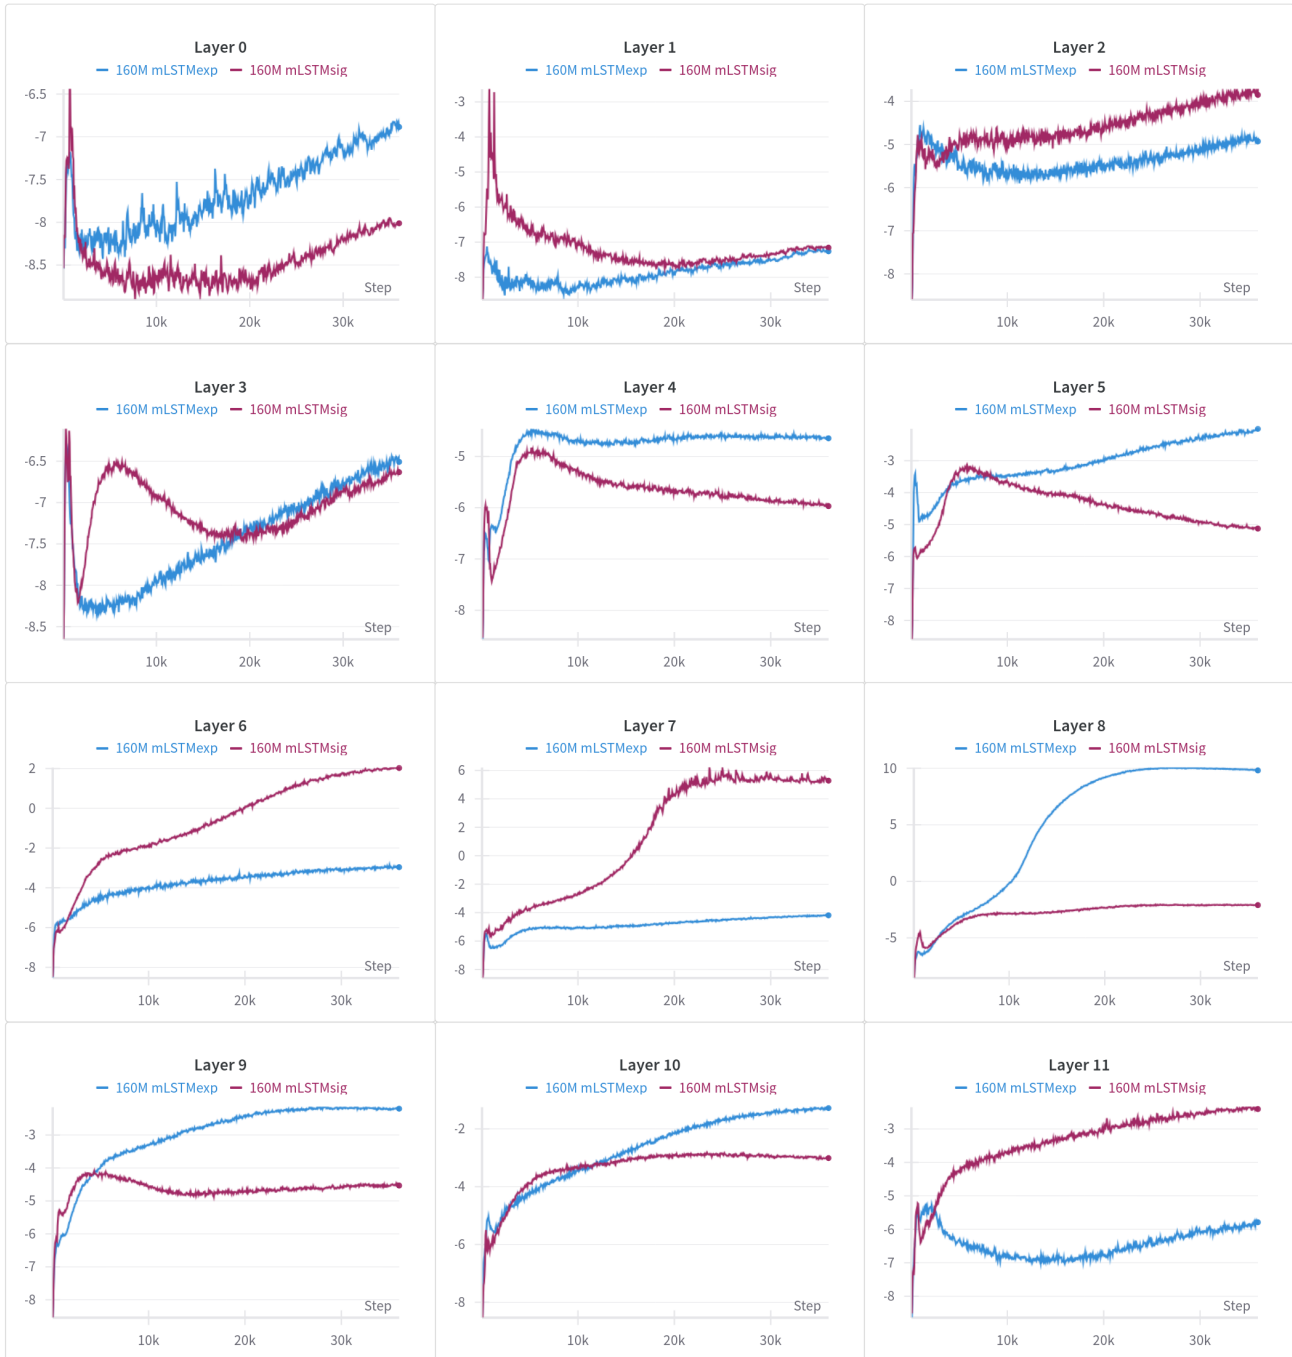 Layer 0
160M mLSTMexp 160M mLSTMsig
-6.5
-7
-7.5
-8
-8.5
Step
10k 20k 30k
Layer 1
160M mLSTMexp 160M mLSTMsig
-3
-4
-5
-6
-7
-8
Step
10k 20k 30k
Layer 2
160M mLSTMexp 160M mLSTMsig
-4
-5
-6
-7
-8
Step
10k 20k 30k
Layer 3
160M mLSTMexp 160M mLSTMsig
-6.5
-7
-7.5
-8
-8.5
Step
10k 20k 30k
Layer 4
160M mLSTMexp 160M mLSTMsig
-5
-6
-7
-8
Step
10k 20k 30k
Layer 5
160M mLSTMexp 160M mLSTMsig
-3
-4
-5
-6
-7
-8
Step
10k 20k 30k
Layer 6
160M mLSTMexp 160M mLSTMsig
2
0
-2
-4
-6
-8
Step
10k 20k 30k
Layer 7
160M mLSTMexp 160M mLSTMsig
6
4
2
0
-2
-4
-6
-8
Step
10k 20k 30k
Layer 8
160M mLSTMexp 160M mLSTMsig
10
5
0
-5
Step
10k 20k 30k
Layer 9
160M mLSTMexp 160M mLSTMsig
-3
-4
-5
-6
-7
-8
Step
10k 20k 30k
Layer 10
160M mLSTMexp 160M mLSTMsig
-2
-4
-6
-8
Step
10k 20k 30k
Layer 11
160M mLSTMexp 160M mLSTMsig
-3
-4
-5
-6
-7
-8
Step
10k 20k 30k